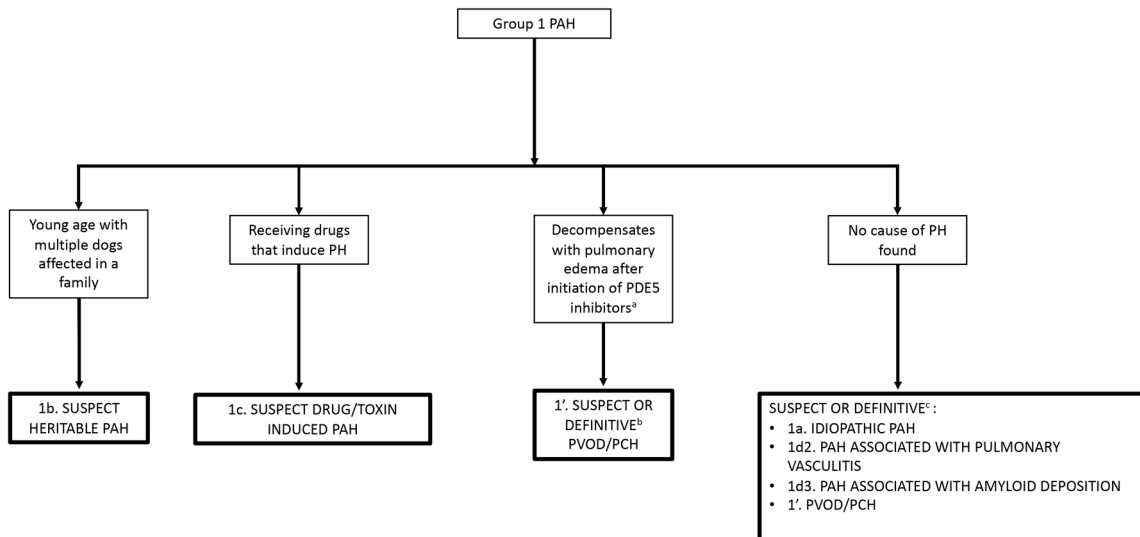 Group 1 PAH
Young age with
multiple dogs
affected in a
family
Receiving drugs
that induce PH
Decompensates
with pulmonary
edema after
initiation of PDE5
inhibitorsᵃ
No cause of PH
found
1b. SUSPECT
HERITABLE PAH
1c. SUSPECT DRUG/TOXIN
INDUCED PAH
1’. SUSPECT OR
DEFINITIVEᵇ
PVOD/PCH
SUSPECT OR DEFINITIVEᶜ :
• 1a. IDIOPATHIC PAH
• 1d2. PAH ASSOCIATED WITH PULMONARY
VASCULITIS
• 1d3. PAH ASSOCIATED WITH AMYLOID DEPOSITION
• 1’. PVOD/PCH